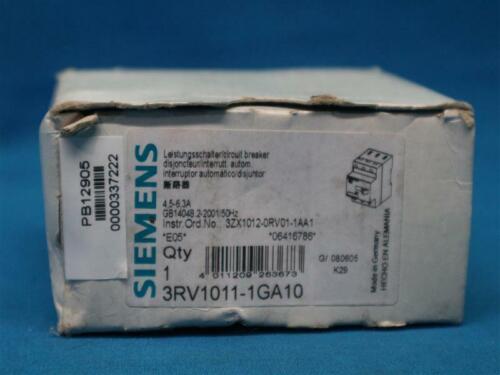 PB12905
0000337222
SIEMENS
Leistungsschalter/circuit breaker
disjoncteur/interrutt. autom.
interruptor automático/disjuntor
断路器
4,5-6,3A
GB14048.2-2001/50Hz
Instr.Ord.No.: 3ZX1012-0RV01-1AA1
*E05* *06416786*
Qty
1
4 011209 263673
G/ 080605
K29
Made in Germany
HECHO EN ALEMANIA
3RV1011-1GA10